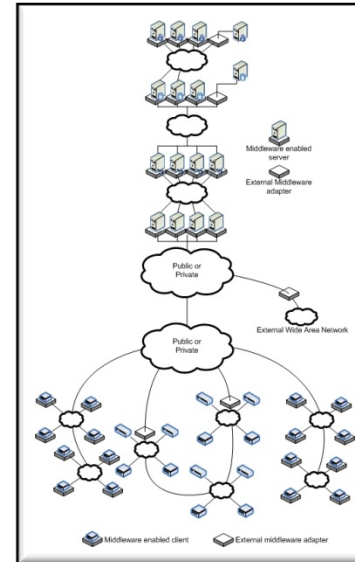 Middleware enabled
server
External Middleware
adapter
Public or
Private
External Wide Area Network
Public or
Private
Middleware enabled client
External middleware adapter